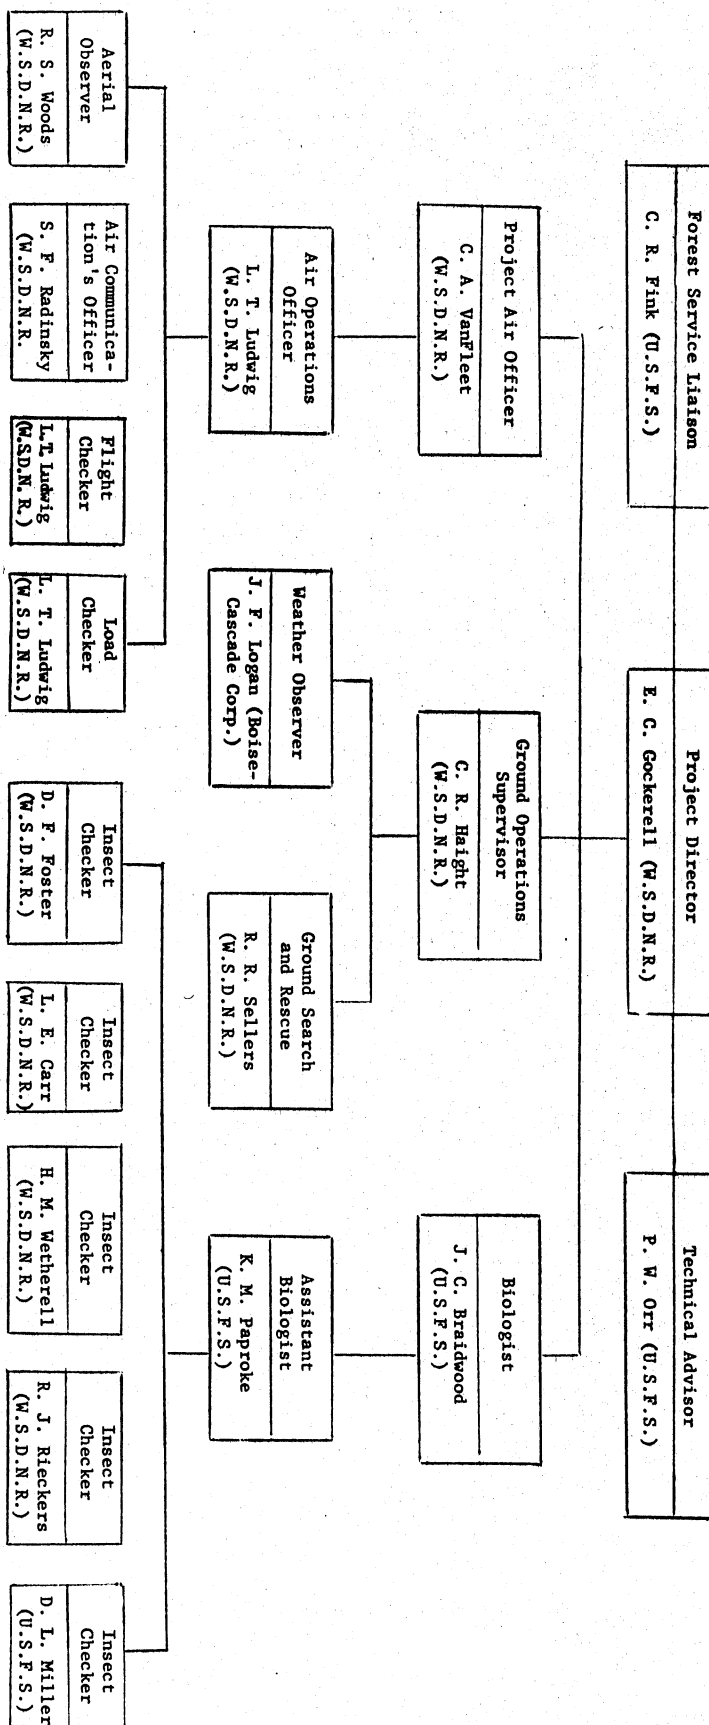 Forest Service Liaison
C. R. Fink (U.S.F.S.)
Project Director
E. C. Gockerell (W.S.D.N.R.)
Technical Advisor
P. W. Orr (U.S.F.S.)
Project Air Officer
C. A. VanFleet
(W.S.D.N.R.)
Ground Operations
Supervisor
C. R. Haight
(W.S.D.N.R.)
Biologist
J. C. Braidwood
(U.S.F.S.)
Air Operations
Officer
L. T. Ludwig
(W.S.D.N.R.)
Weather Observer
J. F. Logan (Boise-
Cascade Corp.)
Ground Search
and Rescue
R. R. Sellers
(W.S.D.N.R.)
Assistant
Biologist
K. M. Paproke
(U.S.F.S.)
Aerial
Observer
R. S. Woods
(W.S.D.N.R.)
Air Communica-
tion's Officer
S. F. Radinsky
(W.S.D.N.R.
Flight
Checker
L.T. Ludwig
(W.S.D.N.R.)
Load
Checker
L. T. Ludwig
(W.S.D.N.R.)
Insect
Checker
D. F. Foster
(W.S.D.N.R.)
Insect
Checker
L. E. Carr
(W.S.D.N.R.)
Insect
Checker
H. M. Wetherell
(W.S.D.N.R.)
Insect
Checker
R. J. Rieckers
(W.S.D.N.R.)
Insect
Checker
D. L. Miller
(U.S.F.S.)